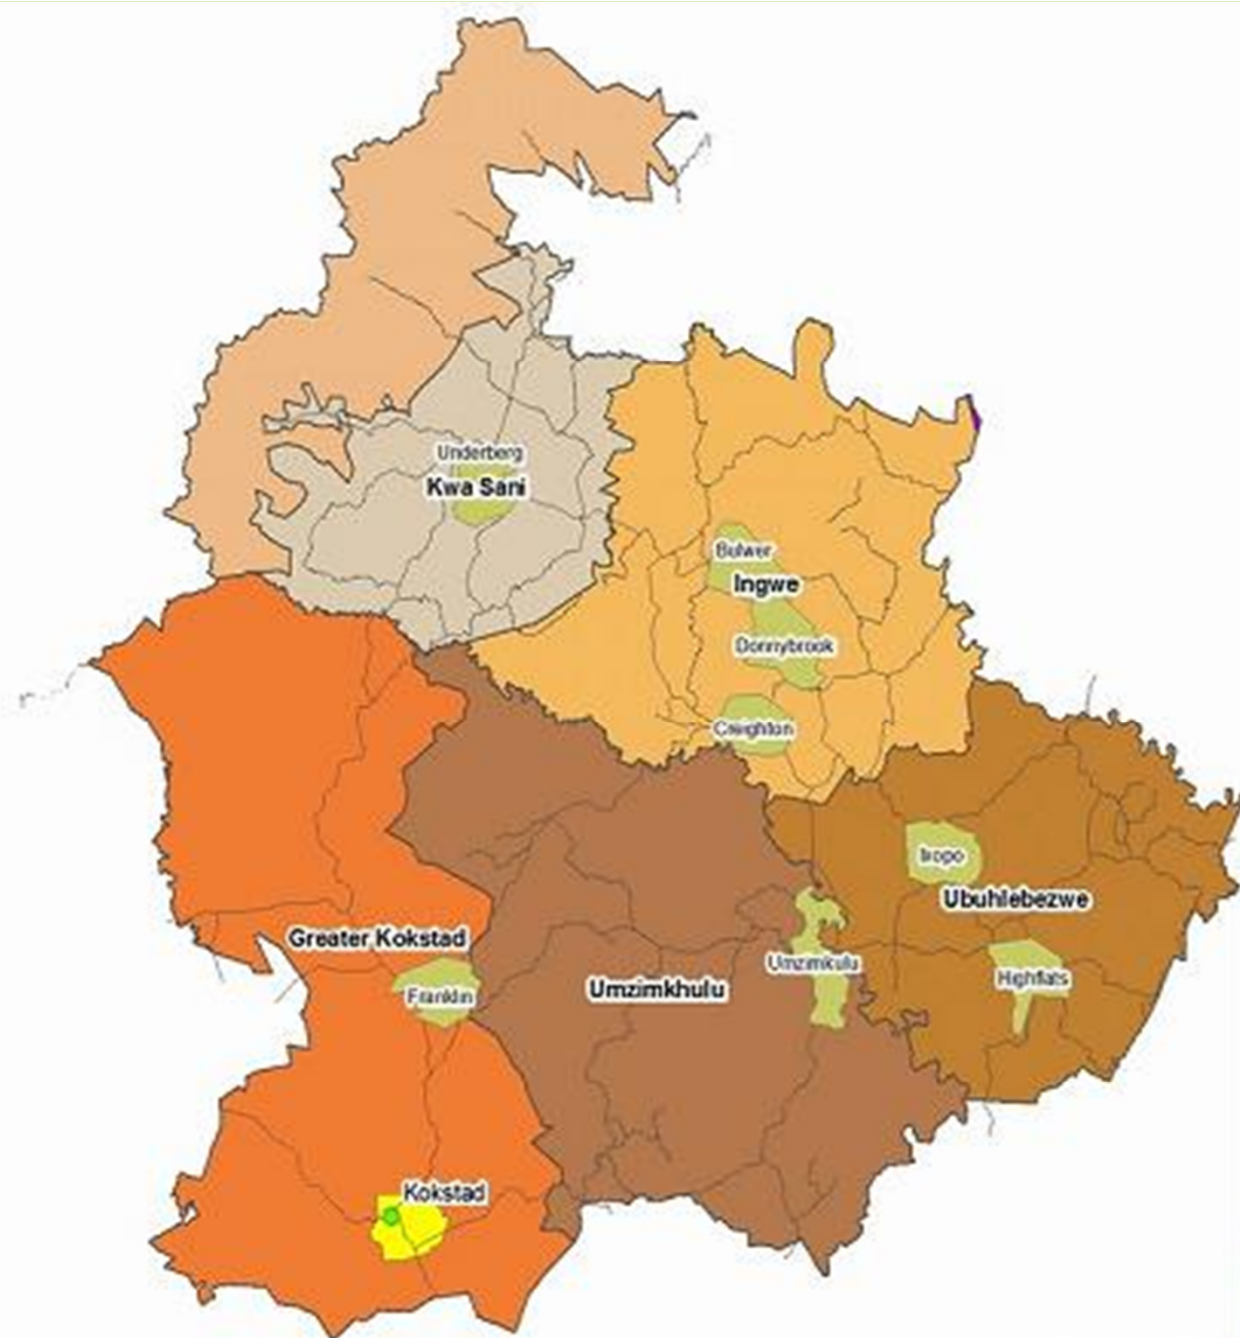 Underberg
Kwa Sani
Bulwer
Ingwe
Donnybrook
Creighton
Ixopo
Ubuhlebezwe
Greater Kokstad
Umzimkulu
Highflats
Franklin
Umzimkhulu
Kokstad